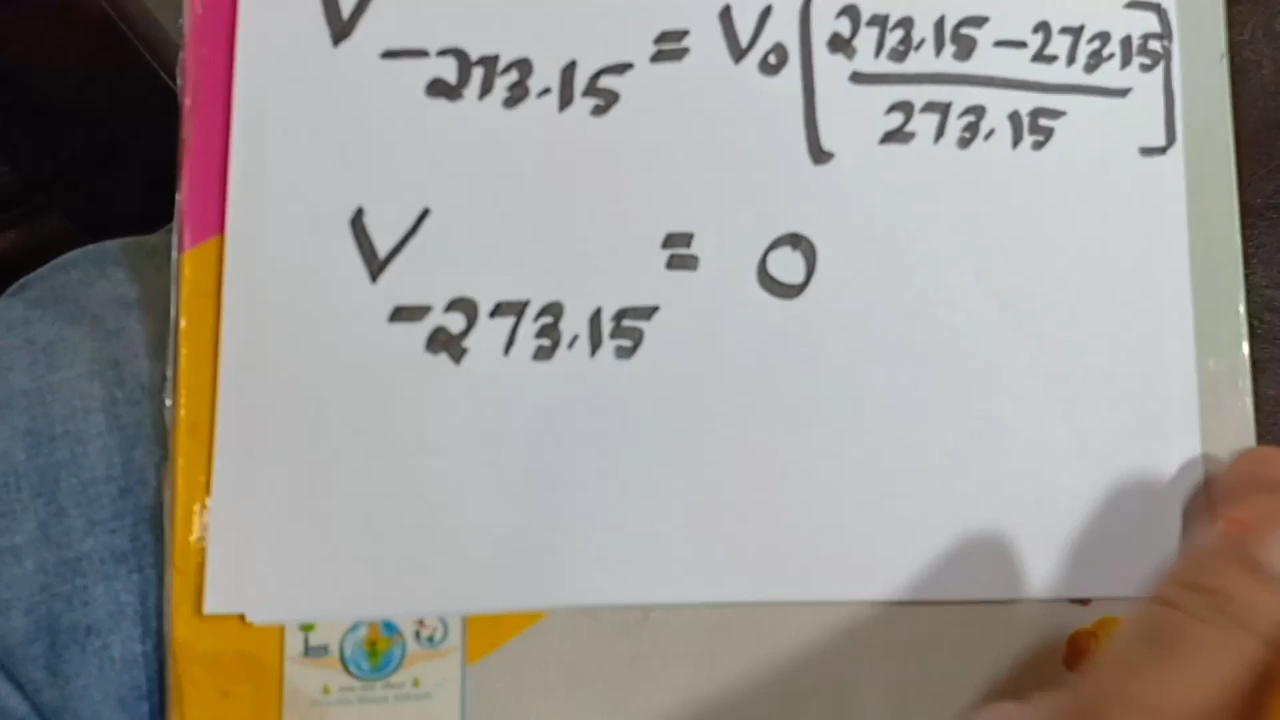 V₋₂₇₃.₁₅ = V₀ [273.15 − 273.15 / 273.15]
V₋₂₇₃.₁₅ = 0